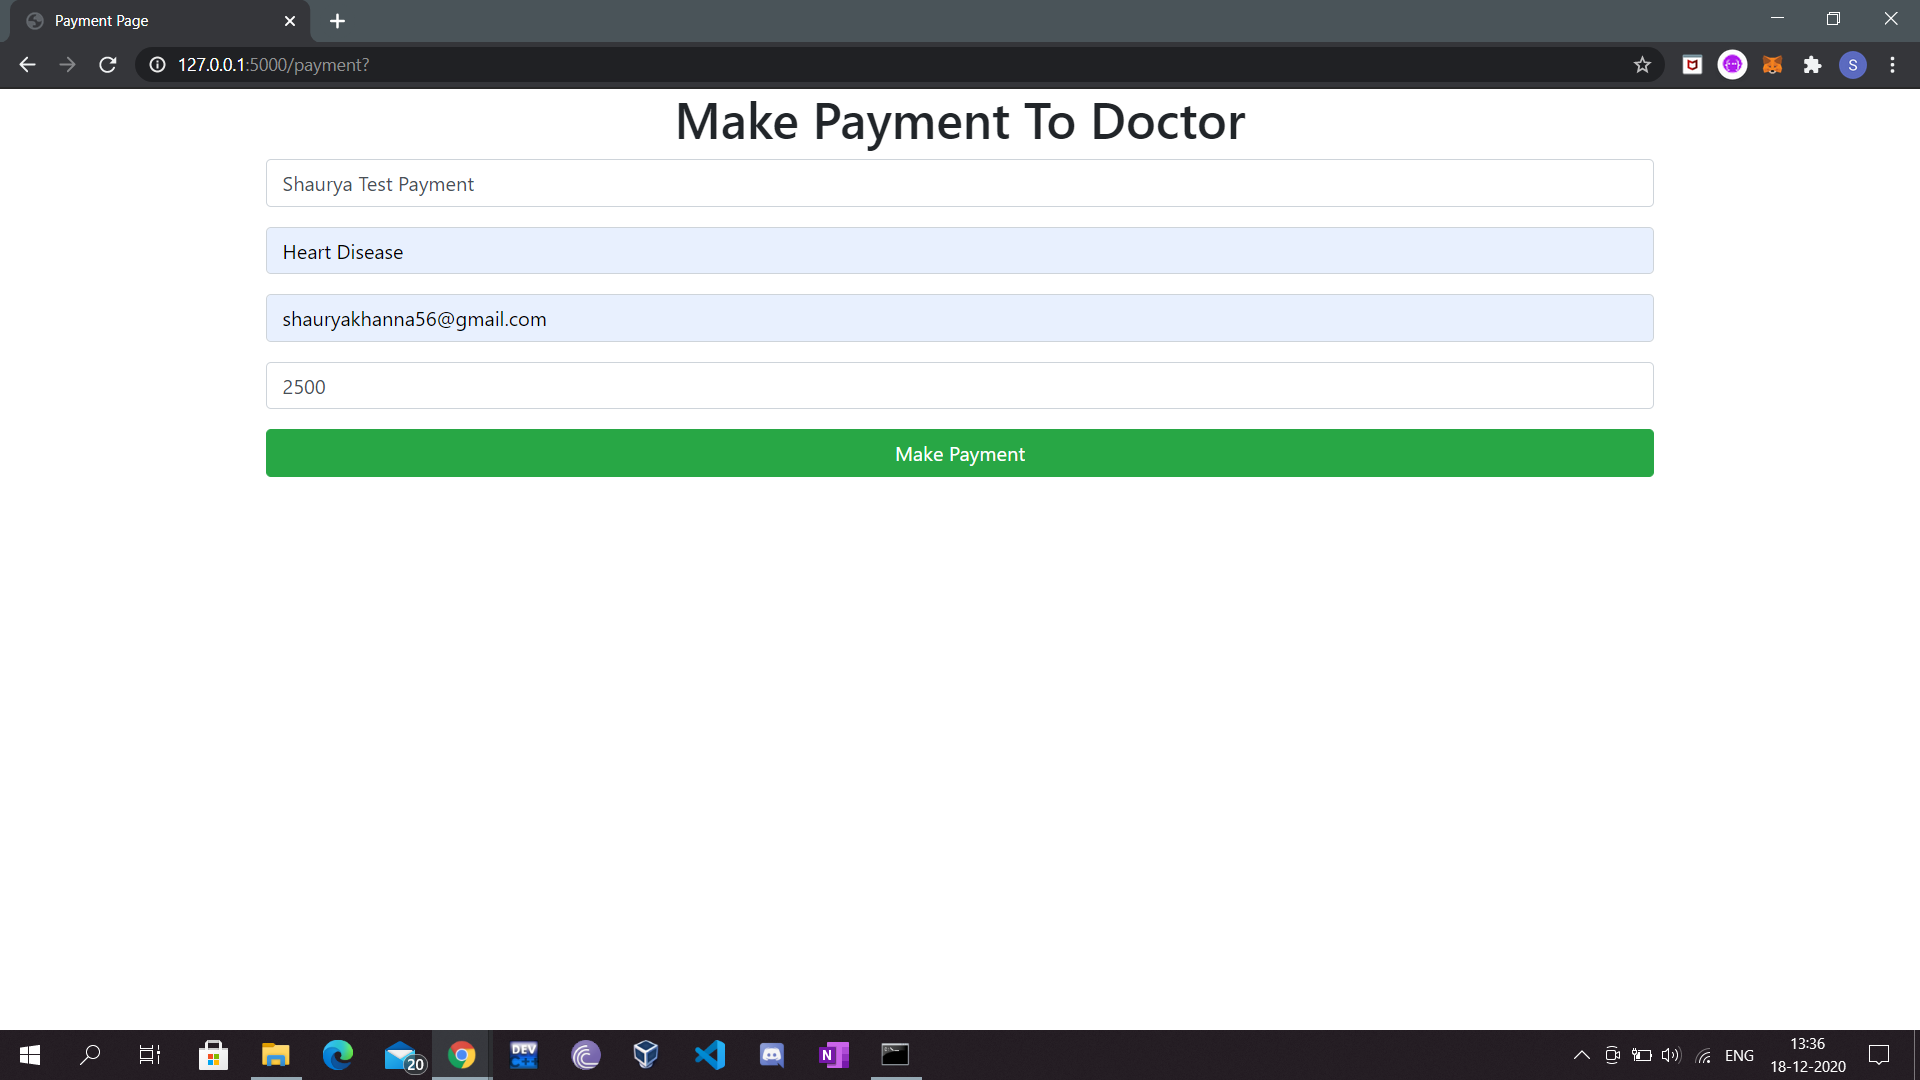 Payment Page
127.0.0.1:5000/payment?
S
Make Payment To Doctor
Shaurya Test Payment
Heart Disease
shauryakhanna56@gmail.com
2500
Make Payment
20
DEV
C++
N
ENG
13:36
18-12-2020